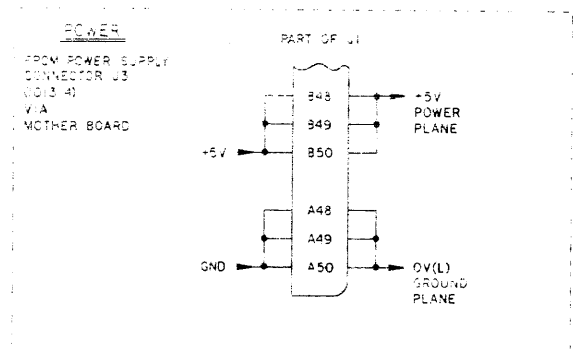 POWER
FROM POWER SUPPLY
CONNECTOR J3
VIA
MOTHER BOARD
PART OF J1
B48
B49
B50
+5V
+5V
POWER
PLANE
A48
A49
A50
GND
0V(L)
GROUND
PLANE